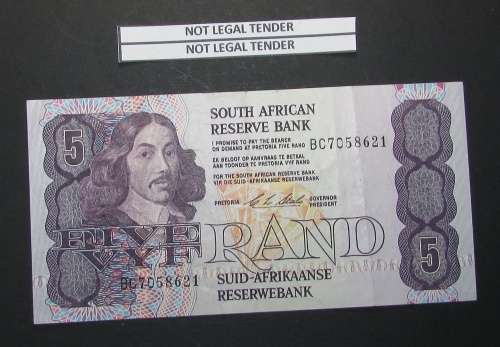 NOT LEGAL TENDER
NOT LEGAL TENDER
SOUTH AFRICAN
RESERVE BANK
I PROMISE TO PAY THE BEARER
ON DEMAND AT PRETORIA FIVE RAND
BC7058621
EK BELOOF OP AANVRAAG TE BETAAL
AAN TOONDER TE PRETORIA VYF RAND
FOR THE SOUTH AFRICAN RESERVE BANK
VIR DIE SUID-AFRIKAANSE RESERWEBANK
PRETORIA
GOVERNOR
PRESIDENT
5
FIVE
VYF
RAND
5
BC7058621
SUID-AFRIKAANSE
RESERWEBANK